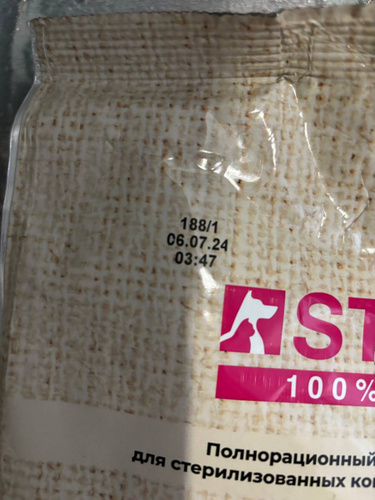 188/1
06.07.24
03:47
ST
100%
Полнорационный
для стерилизованных